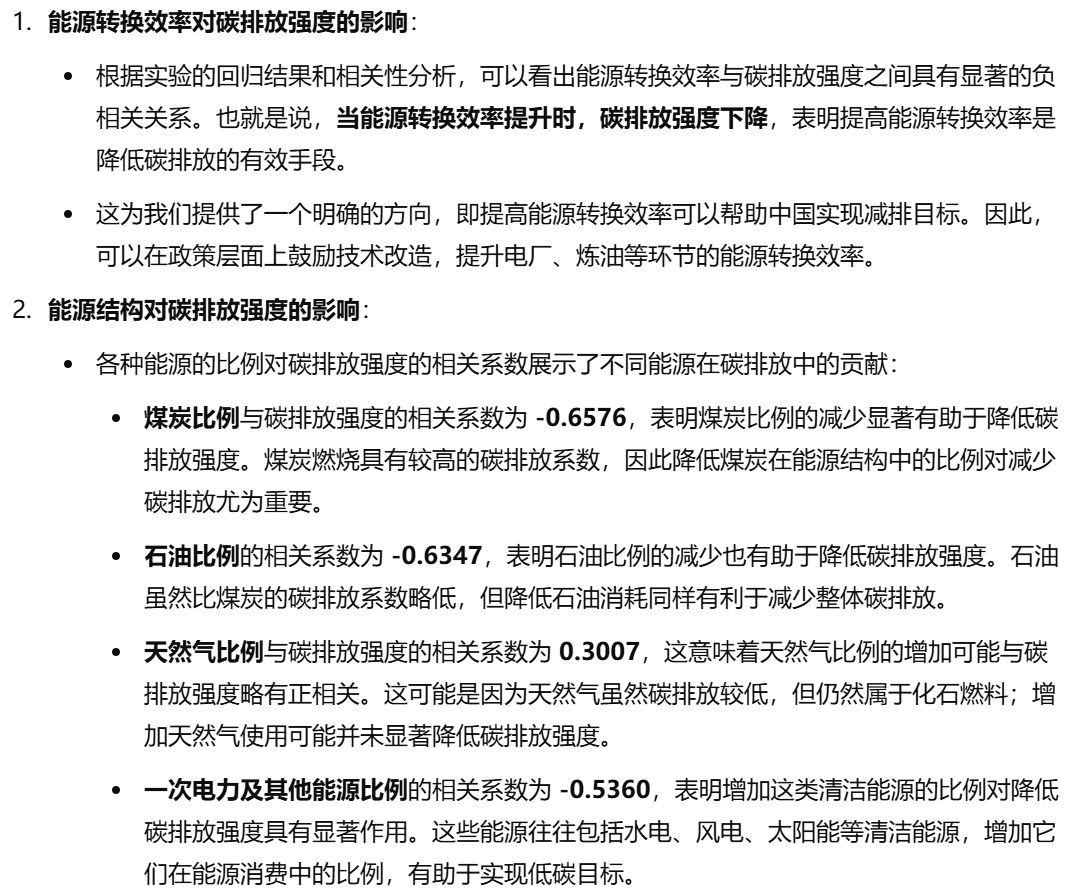 1. 能源转换效率对碳排放强度的影响：
• 根据实验的回归结果和相关性分析，可以看出能源转换效率与碳排放强度之间具有显著的负
相关关系。也就是说，当能源转换效率提升时，碳排放强度下降，表明提高能源转换效率是
降低碳排放的有效手段。
• 这为我们提供了一个明确的方向，即提高能源转换效率可以帮助中国实现减排目标。因此，
可以在政策层面上鼓励技术改造，提升电厂、炼油等环节的能源转换效率。
2. 能源结构对碳排放强度的影响：
• 各种能源的比例对碳排放强度的相关系数展示了不同能源在碳排放中的贡献：
• 煤炭比例与碳排放强度的相关系数为 -0.6576，表明煤炭比例的减少显著有助于降低碳
排放强度。煤炭燃烧具有较高的碳排放系数，因此降低煤炭在能源结构中的比例对减少
碳排放尤为重要。
• 石油比例的相关系数为 -0.6347，表明石油比例的减少也有助于降低碳排放强度。石油
虽然比煤炭的碳排放系数略低，但降低石油消耗同样有利于减少整体碳排放。
• 天然气比例与碳排放强度的相关系数为 0.3007，这意味着天然气比例的增加可能与碳
排放强度略有正相关。这可能是因为天然气虽然碳排放较低，但仍然属于化石燃料；增
加天然气使用可能并未显著降低碳排放强度。
• 一次电力及其他能源比例的相关系数为 -0.5360，表明增加这类清洁能源的比例对降低
碳排放强度具有显著作用。这些能源往往包括水电、风电、太阳能等清洁能源，增加它
们在能源消费中的比例，有助于实现低碳目标。